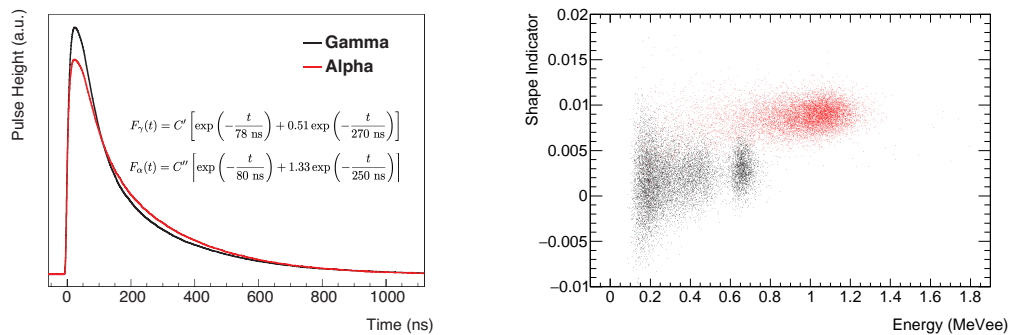 Pulse Height (a.u.)
Gamma
Alpha
F_γ(t) = C′ [exp (−t/78 ns) + 0.51 exp (−t/270 ns)]
F_α(t) = C″ [exp (−t/80 ns) + 1.33 exp (−t/250 ns)]
0 200 400 600 800 1000
Time (ns)
Shape Indicator
0.02
0.015
0.01
0.005
0
−0.005
−0.01
0 0.2 0.4 0.6 0.8 1 1.2 1.4 1.6 1.8
Energy (MeVee)